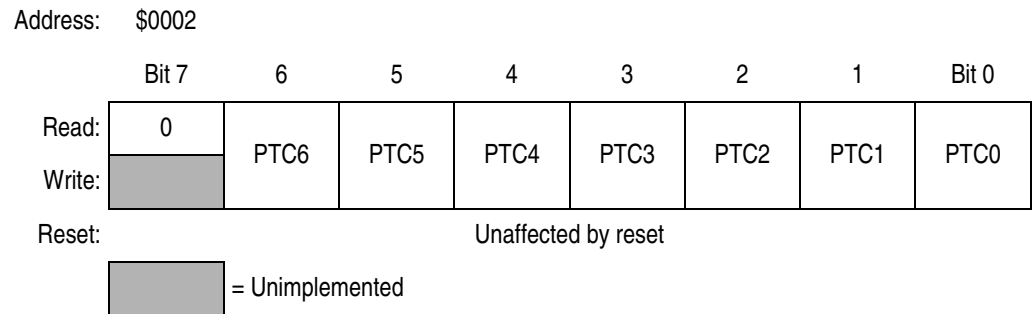 Address: $0002
Bit 7 6 5 4 3 2 1 Bit 0
Read: 0 PTC6 PTC5 PTC4 PTC3 PTC2 PTC1 PTC0
Write:
Reset: Unaffected by reset
= Unimplemented